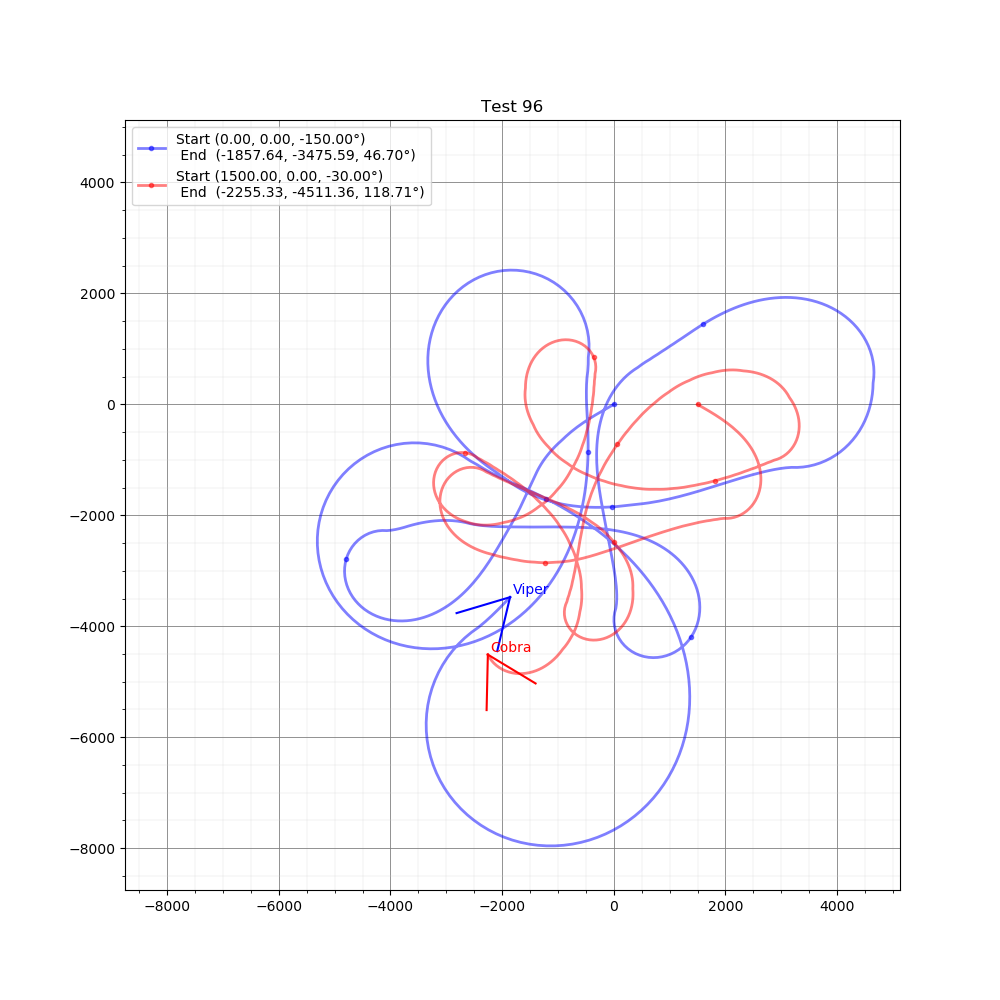 Test 96
Start (0.00, 0.00, -150.00°)
End (-1857.64, -3475.59, 46.70°)
Start (1500.00, 0.00, -30.00°)
End (-2255.33, -4511.36, 118.71°)
4000
2000
0
−2000
Viper
−4000
Cobra
−6000
−8000
−8000 −6000 −4000 −2000 0 2000 4000